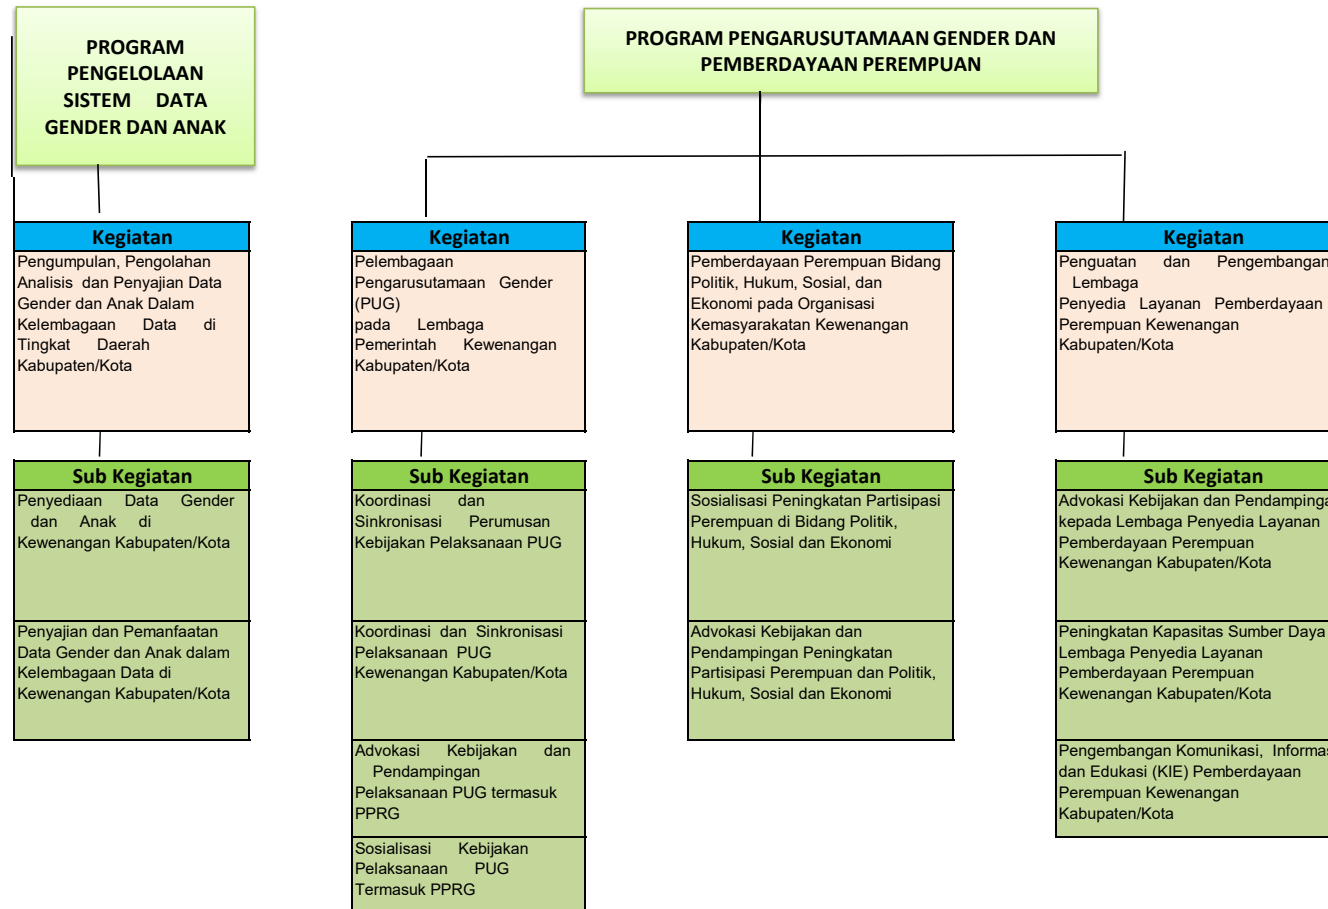 PROGRAM
PENGELOLAAN
SISTEM DATA
GENDER DAN ANAK
PROGRAM PENGARUSUTAMAAN GENDER DAN
PEMBERDAYAAN PEREMPUAN
Kegiatan
Pengumpulan, Pengolahan
Analisis dan Penyajian Data
Gender dan Anak Dalam
Kelembagaan Data di
Tingkat Daerah
Kabupaten/Kota
Kegiatan
Pelembagaan
Pengarusutamaan Gender
(PUG)
pada Lembaga
Pemerintah Kewenangan
Kabupaten/Kota
Kegiatan
Pemberdayaan Perempuan Bidang
Politik, Hukum, Sosial, dan
Ekonomi pada Organisasi
Kemasyarakatan Kewenangan
Kabupaten/Kota
Kegiatan
Penguatan dan Pengembangan
Lembaga
Penyedia Layanan Pemberdayaan
Perempuan Kewenangan
Kabupaten/Kota
Sub Kegiatan
Penyediaan Data Gender
dan Anak di
Kewenangan Kabupaten/Kota
Penyajian dan Pemanfaatan
Data Gender dan Anak dalam
Kelembagaan Data di
Kewenangan Kabupaten/Kota
Sub Kegiatan
Koordinasi dan
Sinkronisasi Perumusan
Kebijakan Pelaksanaan PUG
Koordinasi dan Sinkronisasi
Pelaksanaan PUG
Kewenangan Kabupaten/Kota
Advokasi Kebijakan dan
Pendampingan
Pelaksanaan PUG termasuk
PPRG
Sosialisasi Kebijakan
Pelaksanaan PUG
Termasuk PPRG
Sub Kegiatan
Sosialisasi Peningkatan Partisipasi
Perempuan di Bidang Politik,
Hukum, Sosial dan Ekonomi
Advokasi Kebijakan dan
Pendampingan Peningkatan
Partisipasi Perempuan dan Politik,
Hukum, Sosial dan Ekonomi
Sub Kegiatan
Advokasi Kebijakan dan Pendampinga
kepada Lembaga Penyedia Layanan
Pemberdayaan Perempuan
Kewenangan Kabupaten/Kota
Peningkatan Kapasitas Sumber Daya
Lembaga Penyedia Layanan
Pemberdayaan Perempuan
Kewenangan Kabupaten/Kota
Pengembangan Komunikasi, Informas
dan Edukasi (KIE) Pemberdayaan
Perempuan Kewenangan
Kabupaten/Kota